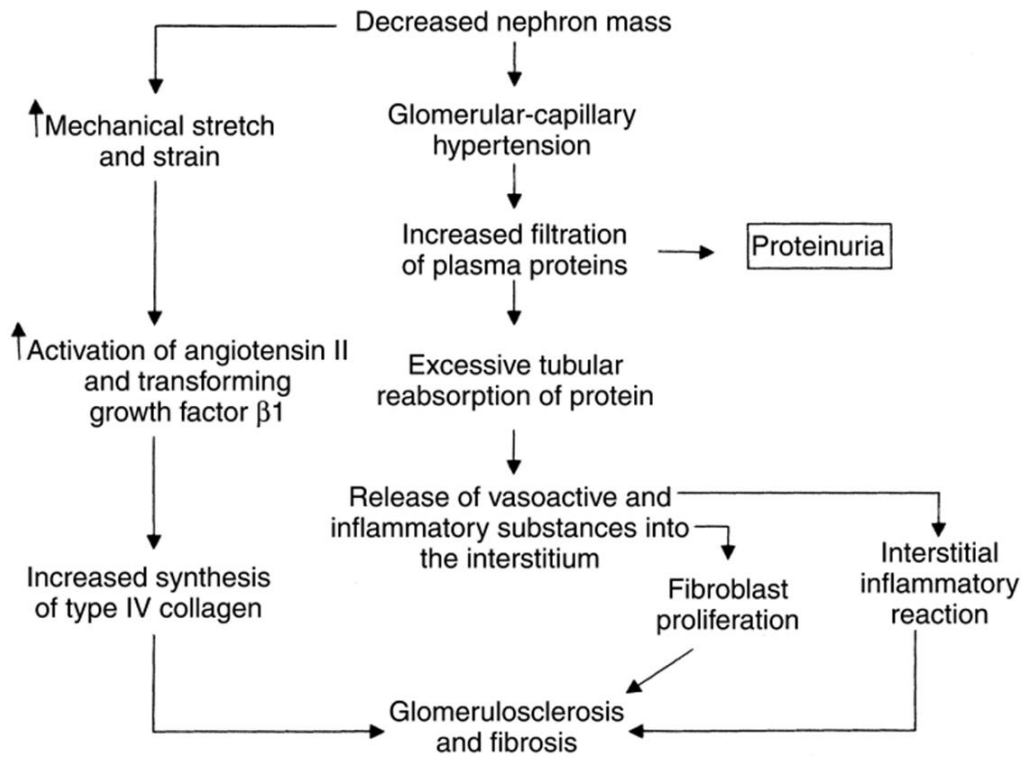 Decreased nephron mass
↑Mechanical stretch
and strain
Glomerular-capillary
hypertension
Increased filtration
of plasma proteins
Proteinuria
↑Activation of angiotensin II
and transforming
growth factor β1
Excessive tubular
reabsorption of protein
Release of vasoactive and
inflammatory substances into
the interstitium
Increased synthesis
of type IV collagen
Fibroblast
proliferation
Interstitial
inflammatory
reaction
Glomerulosclerosis
and fibrosis